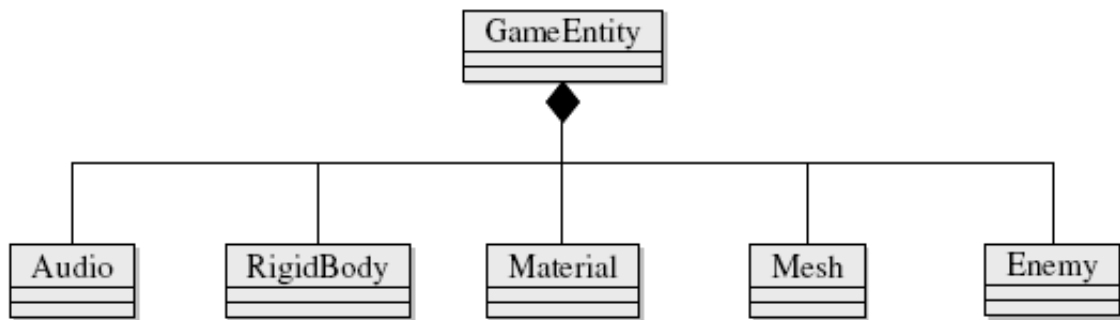 GameEntity
Audio
RigidBody
Material
Mesh
Enemy